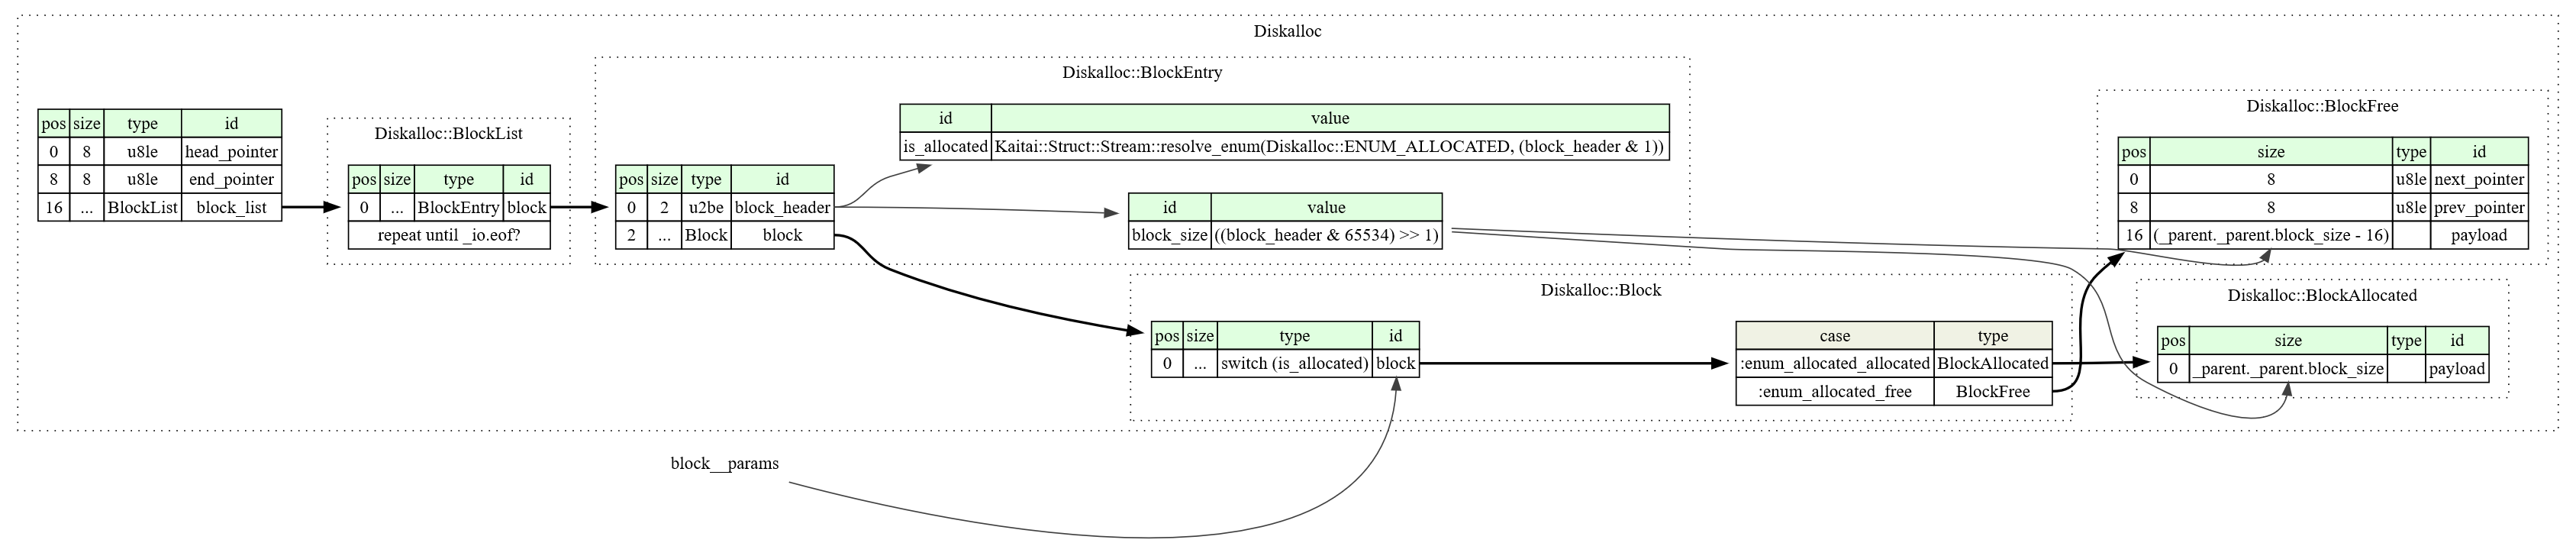 Diskalloc
pos size type id
0 8 u8le head_pointer
8 8 u8le end_pointer
16 ... BlockList block_list
Diskalloc::BlockList
pos size type id
0 ... BlockEntry block
repeat until _io.eof?
Diskalloc::BlockEntry
id value
is_allocated Kaitai::Struct::Stream::resolve_enum(Diskalloc::ENUM_ALLOCATED, (block_header & 1))
pos size type id
0 2 u2be block_header
2 ... Block block
id value
block_size ((block_header & 65534) >> 1)
Diskalloc::BlockFree
pos size type id
0 8 u8le next_pointer
8 8 u8le prev_pointer
16 (_parent._parent.block_size - 16) payload
Diskalloc::Block
pos size type id
0 ... switch (is_allocated) block
case type
:enum_allocated_allocated BlockAllocated
:enum_allocated_free BlockFree
Diskalloc::BlockAllocated
pos size type id
0 _parent._parent.block_size payload
block__params